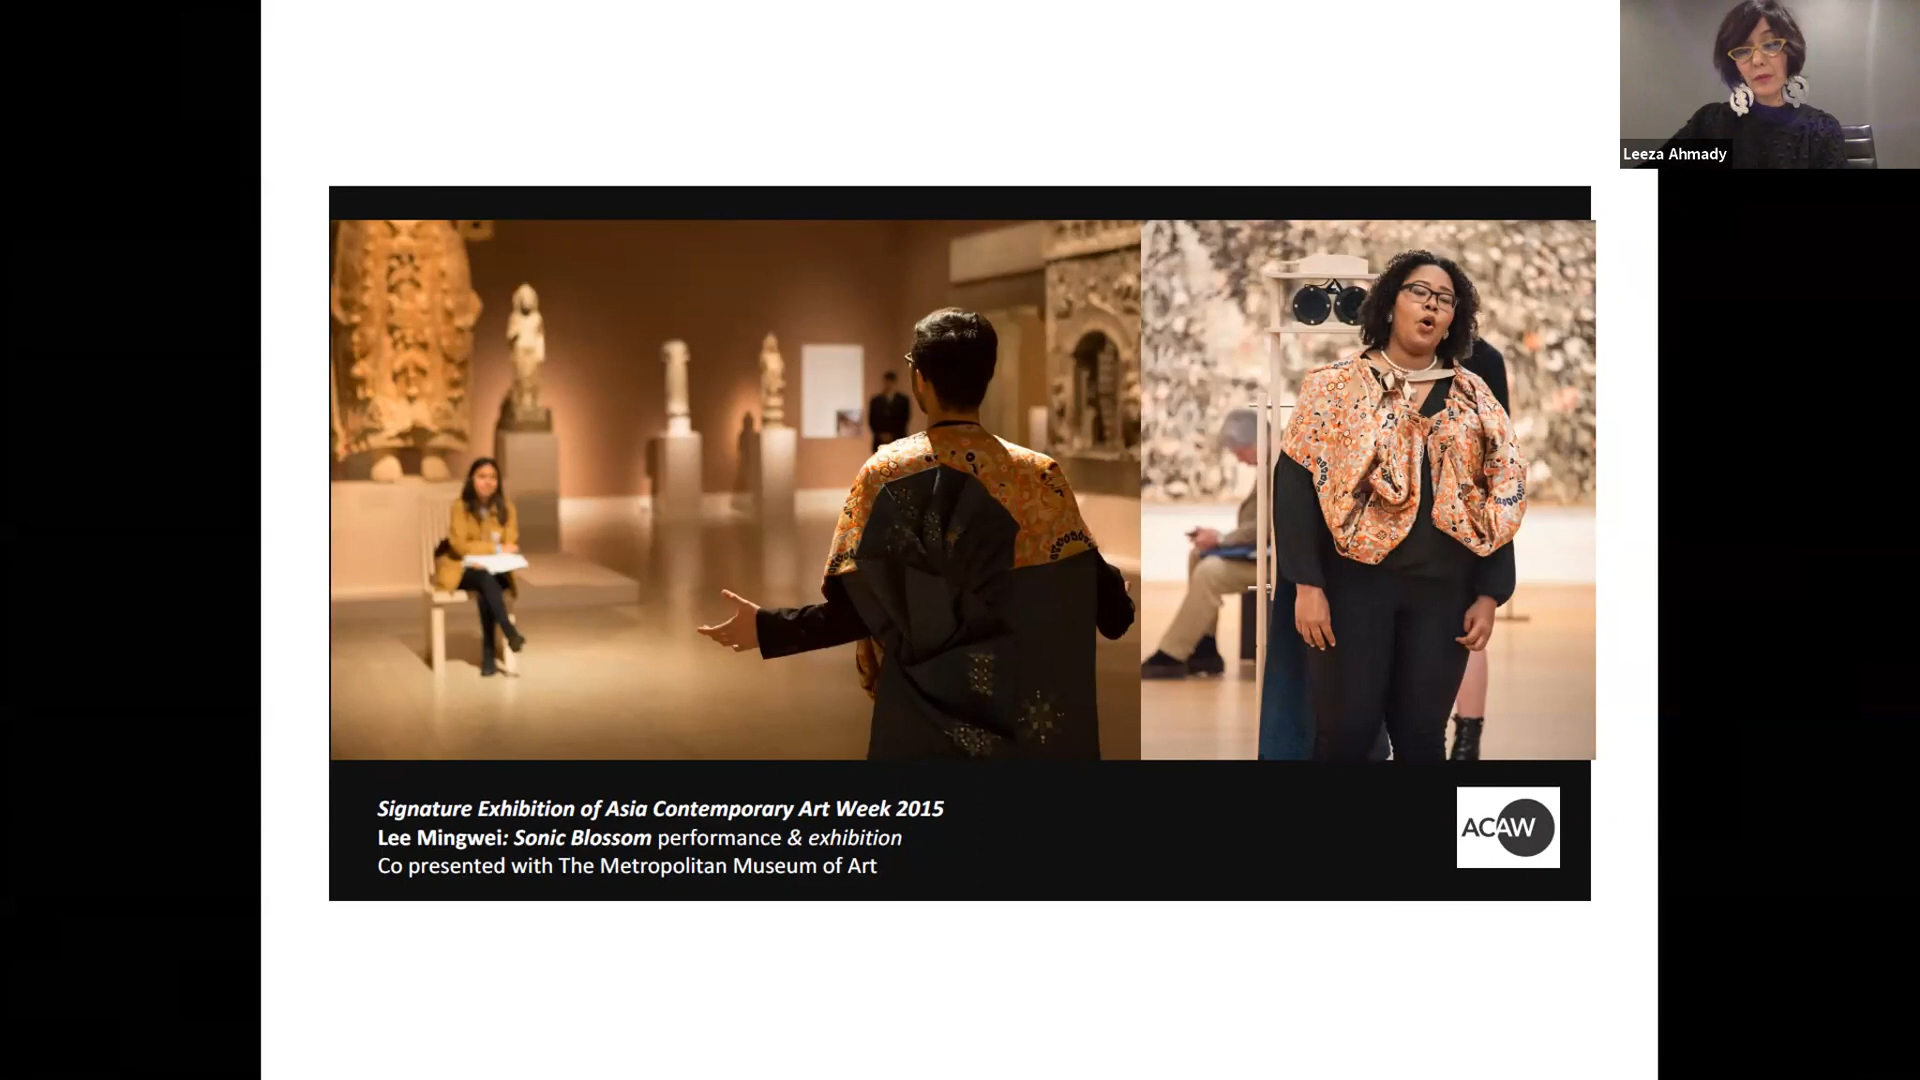 Leeza Ahmady
Signature Exhibition of Asia Contemporary Art Week 2015
Lee Mingwei: Sonic Blossom performance & exhibition
Co presented with The Metropolitan Museum of Art
ACAW